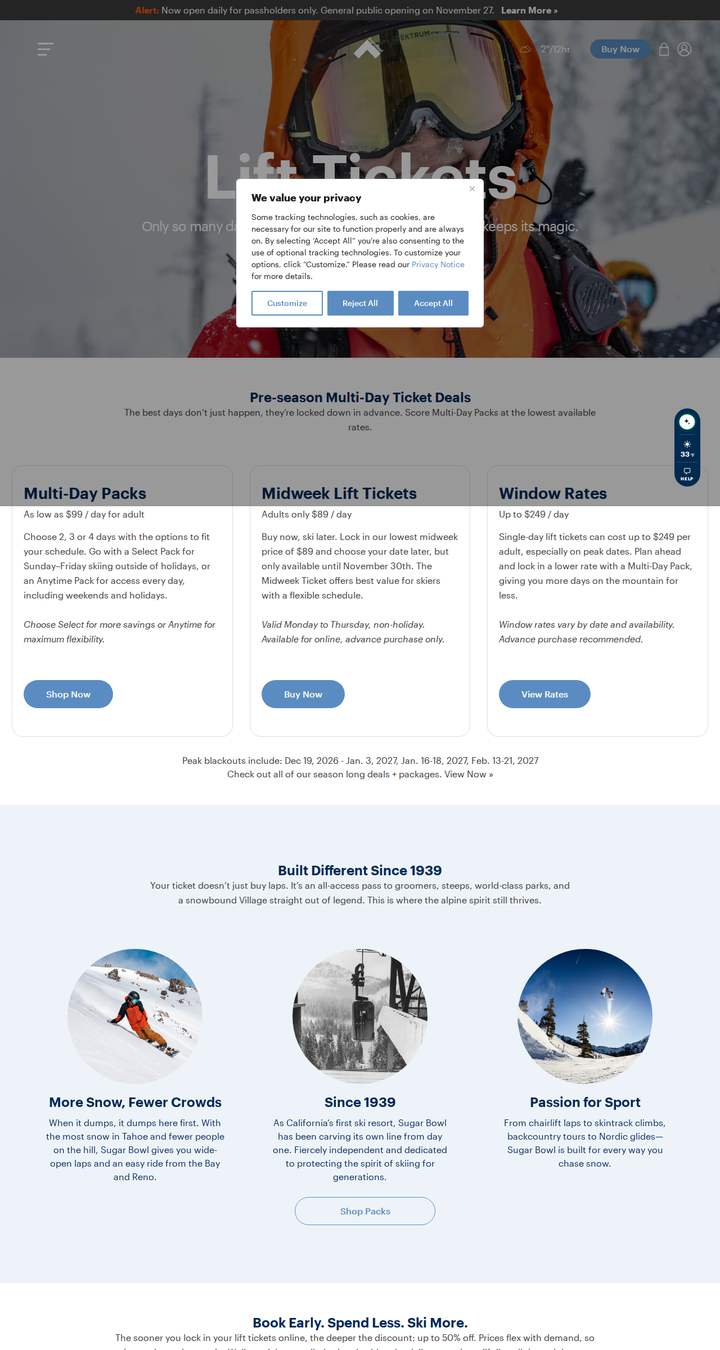 Alert: Now open daily for passholders only. General public opening on November 27. Learn More »
2"/12hr
Buy Now
Lift Tickets
Only so many da
keeps its magic.
We value your privacy
Some tracking technologies, such as cookies, are
necessary for our site to function properly and are always
on. By selecting "Accept All" you're also consenting to the
use of optional tracking technologies. To customize your
options, click "Customize." Please read our Privacy Notice
for more details.
Customize
Reject All
Accept All
Pre-season Multi-Day Ticket Deals
The best days don't just happen, they're locked down in advance. Score Multi-Day Packs at the lowest available
rates.
33°F
HELP
Multi-Day Packs
As low as $99 / day for adult
Choose 2, 3 or 4 days with the options to fit
your schedule. Go with a Select Pack for
Sunday–Friday skiing outside of holidays, or
an Anytime Pack for access every day,
including weekends and holidays.
Choose Select for more savings or Anytime for
maximum flexibility.
Shop Now
Midweek Lift Tickets
Adults only $89 / day
Buy now, ski later. Lock in our lowest midweek
price of $89 and choose your date later, but
only available until November 30th. The
Midweek Ticket offers best value for skiers
with a flexible schedule.
Valid Monday to Thursday, non-holiday.
Available for online, advance purchase only.
Buy Now
Window Rates
Up to $249 / day
Single-day lift tickets can cost up to $249 per
adult, especially on peak dates. Plan ahead
and lock in a lower rate with a Multi-Day Pack,
giving you more days on the mountain for
less.
Window rates vary by date and availability.
Advance purchase recommended.
View Rates
Peak blackouts include: Dec 19, 2026 - Jan. 3, 2027, Jan. 16-18, 2027, Feb. 13-21, 2027
Check out all of our season long deals + packages. View Now »
Built Different Since 1939
Your ticket doesn't just buy laps. It's an all-access pass to groomers, steeps, world-class parks, and
a snowbound Village straight out of legend. This is where the alpine spirit still thrives.
More Snow, Fewer Crowds
When it dumps, it dumps here first. With
the most snow in Tahoe and fewer people
on the hill, Sugar Bowl gives you wide-
open laps and an easy ride from the Bay
and Reno.
Since 1939
As California's first ski resort, Sugar Bowl
has been carving its own line from day
one. Fiercely independent and dedicated
to protecting the spirit of skiing for
generations.
Passion for Sport
From chairlift laps to skintrack climbs,
backcountry tours to Nordic glides—
Sugar Bowl is built for every way you
chase snow.
Shop Packs
Book Early. Spend Less. Ski More.
The sooner you lock in your lift tickets online, the deeper the discount: up to 50% off. Prices flex with demand, so